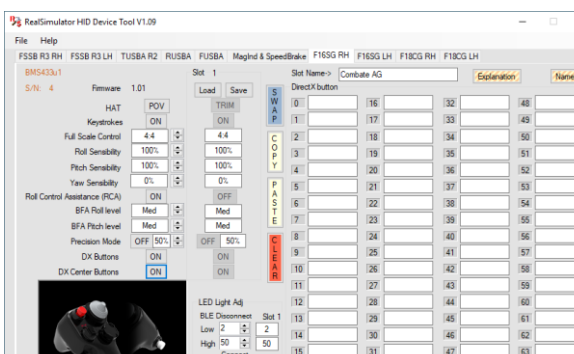 RealSimulator HID Device Tool V1.09
File Help
FSSB R3 RH FSSB R3 LH TUSBA R2 RUSBA FUSBA MagInd & SpeedBrake F16SG RH F16SG LH F18CG RH F18CG LH
BMS433u1 Slot 1 Slot Name-> Combate AG Explanation Name
S/N: 4 Firmware 1.01 Load Save SWAP DirectX button
HAT POV TRIM 0 16 32 48
Keystrokes ON ON 1 17 33 49
Full Scale Control 4:4 4:4 COPY 2 18 34 50
Roll Sensibility 100% 100% 3 19 35 51
Pitch Sensibility 100% 100% 4 20 36 52
Yaw Sensibility 0% 0% PASTE 5 21 37 53
Roll Control Assistance (RCA) ON OFF 6 22 38 54
BFA Roll level Med Med 7 23 39 55
BFA Pitch level Med Med 8 24 40 56
Precision Mode OFF 50% OFF 50% CLEAR 9 25 41 57
DX Buttons ON ON 10 26 42 58
DX Center Buttons ON ON 11 27 43 59
LED Light Adj 12 28 44 60
BLE Disconnect Slot 1 13 29 45 61
Low 2 2 14 30 46 62
High 50 50 15 31 47 63